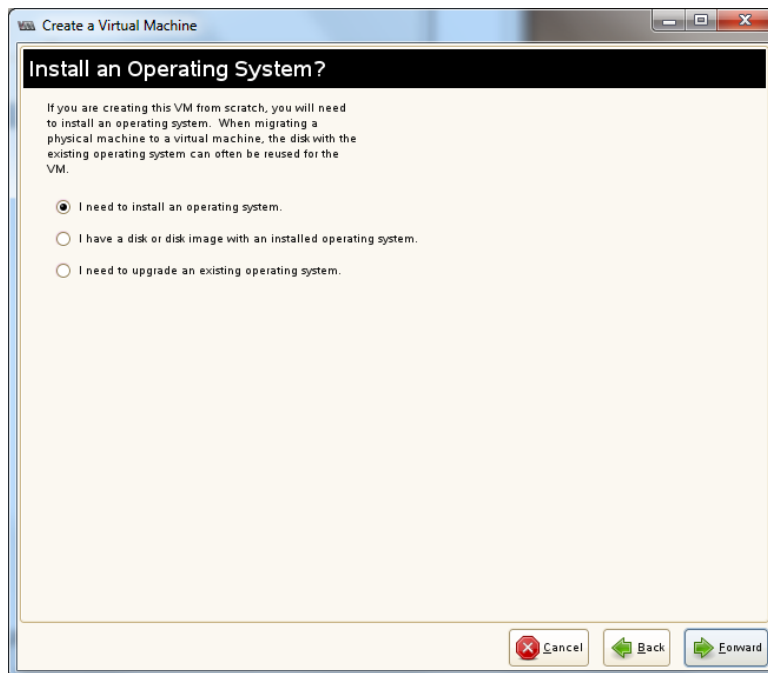 Create a Virtual Machine
Install an Operating System?
If you are creating this VM from scratch, you will need
to install an operating system. When migrating a
physical machine to a virtual machine, the disk with the
existing operating system can often be reused for the
VM.
I need to install an operating system.
I have a disk or disk image with an installed operating system.
I need to upgrade an existing operating system.
Cancel
Back
Forward